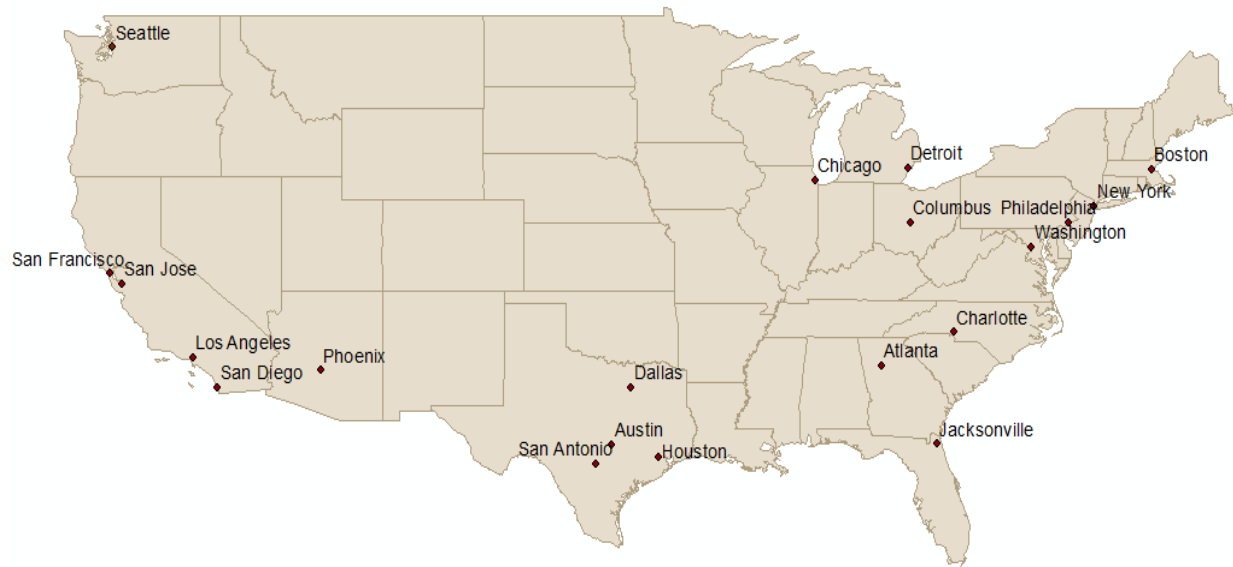 Seattle
Boston
Detroit
Chicago
New York
Columbus
Philadelphia
Washington
San Francisco
San Jose
Charlotte
Los Angeles
Phoenix
Atlanta
San Diego
Dallas
Austin
Jacksonville
San Antonio
Houston